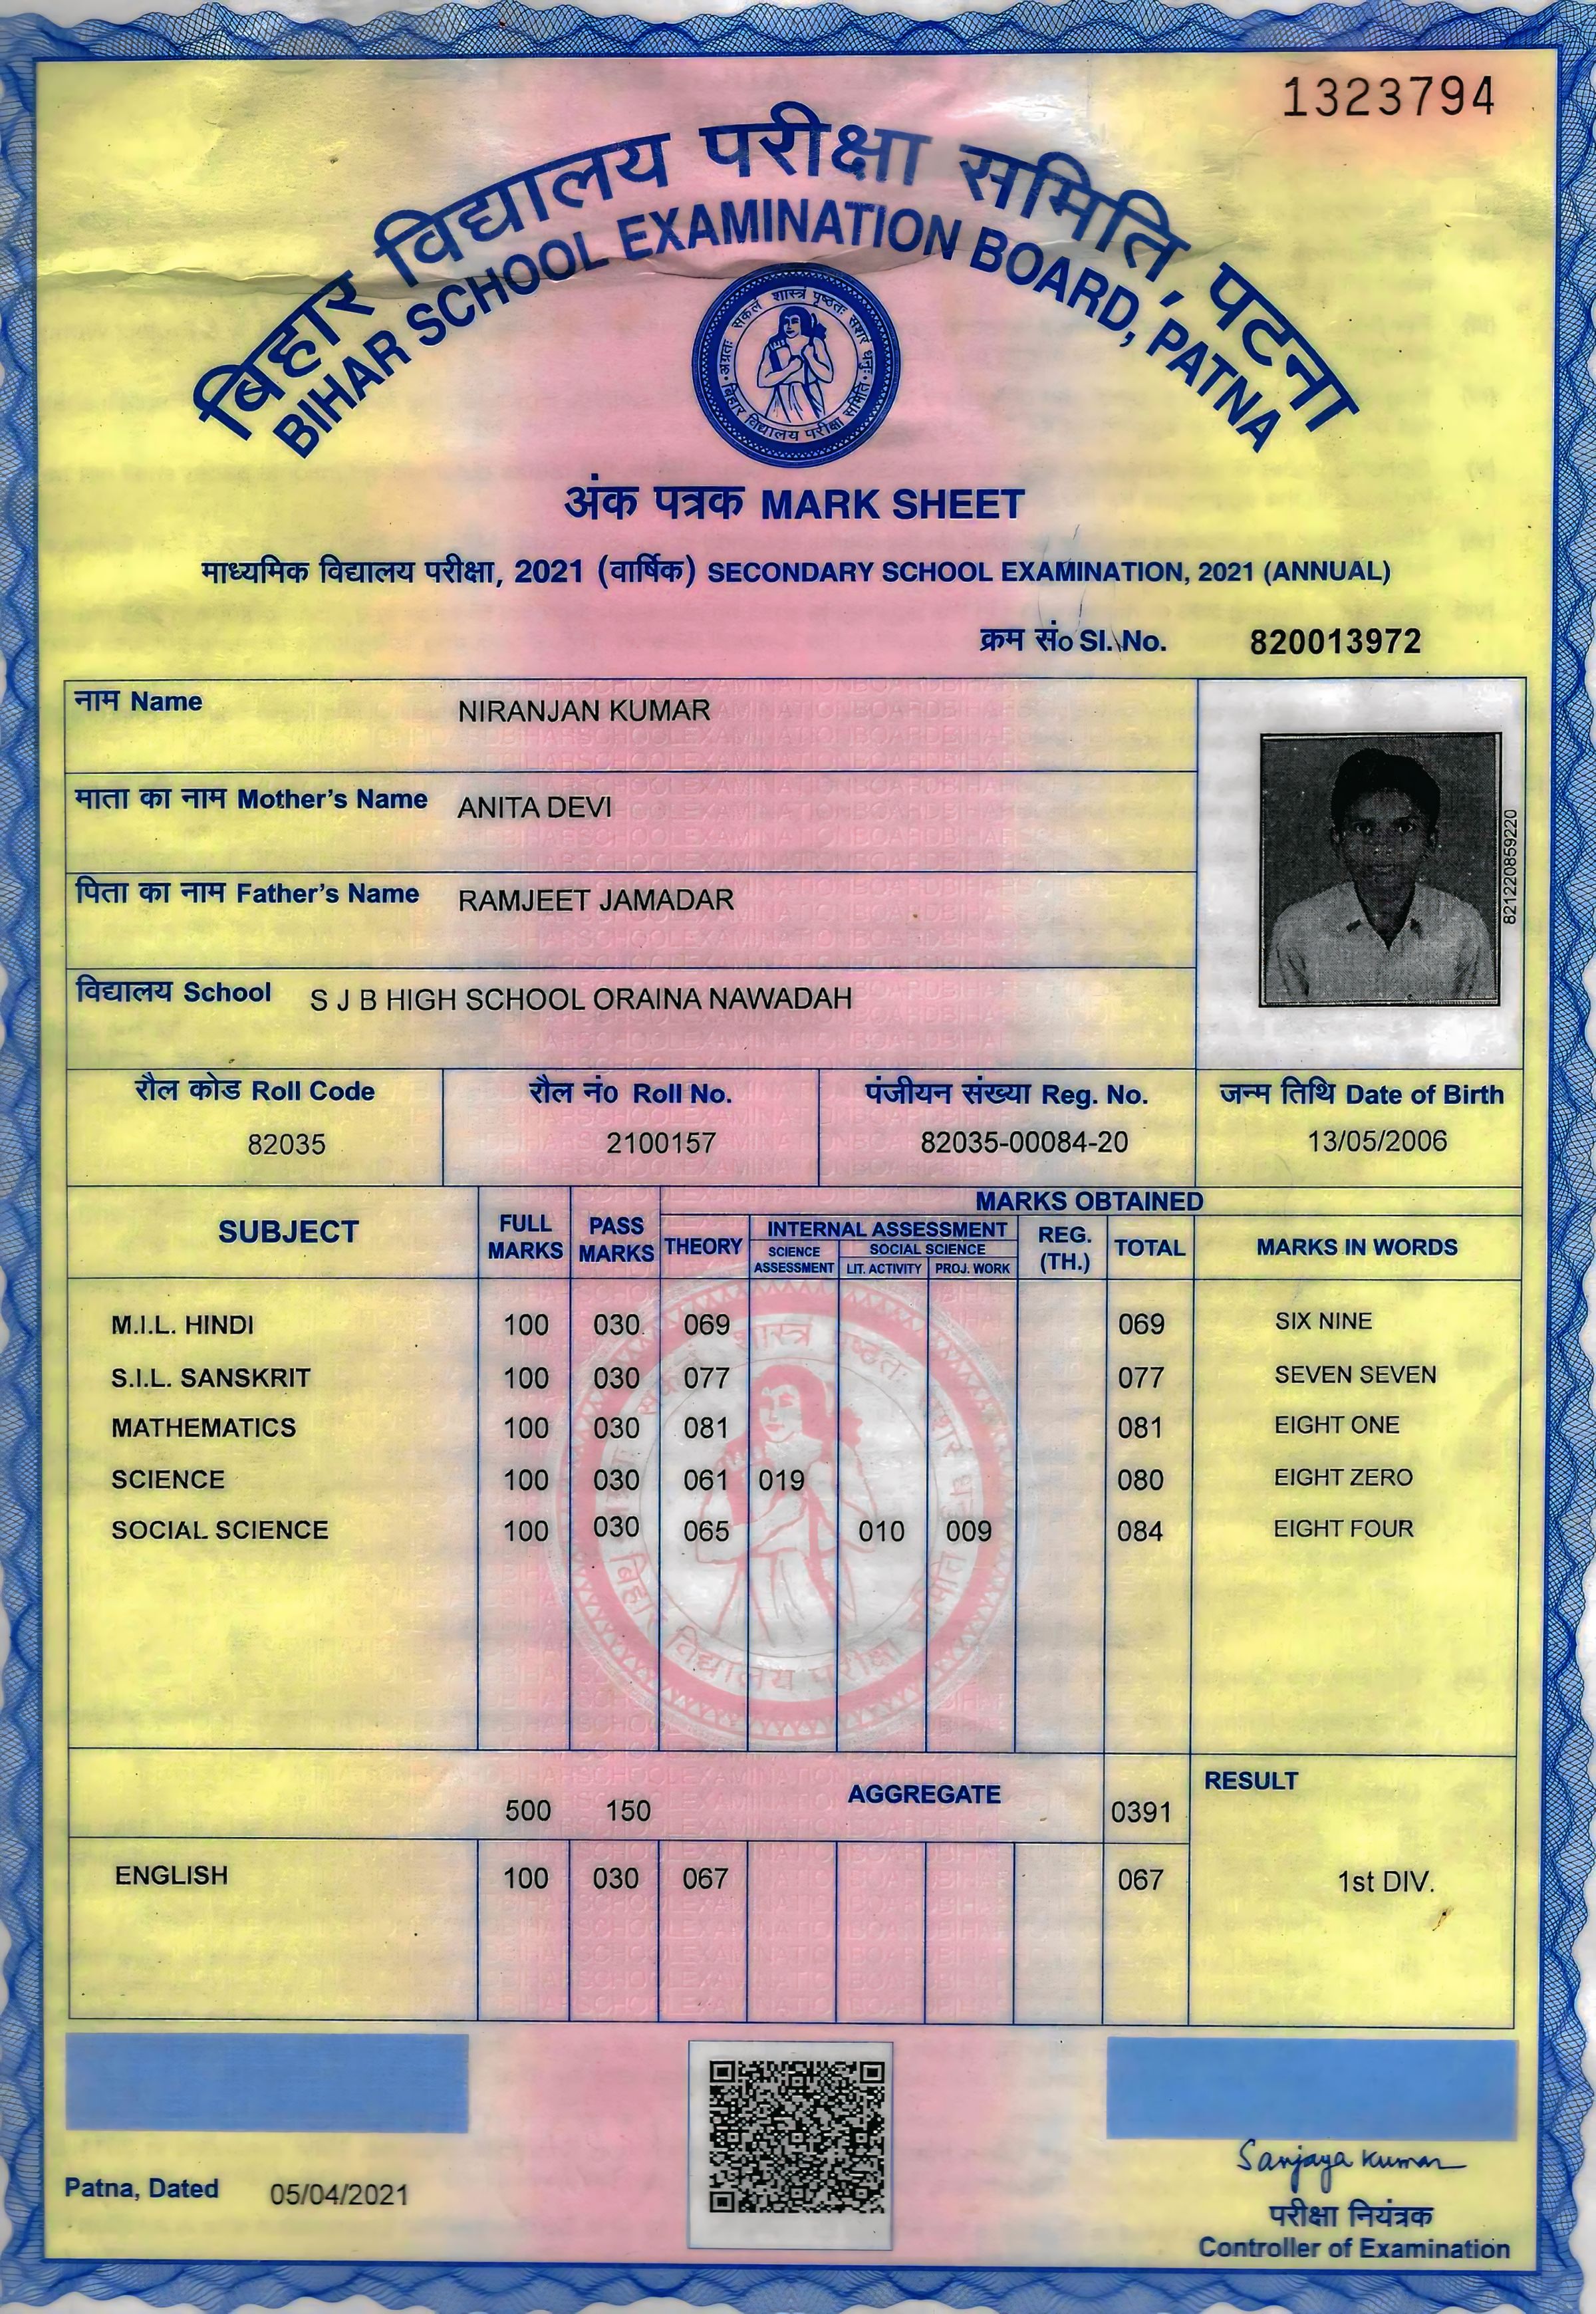 1323794
बिहार विद्यालय परीक्षा समिति, पटना
BIHAR SCHOOL EXAMINATION BOARD, PATNA
अंक पत्रक MARK SHEET
माध्यमिक विद्यालय परीक्षा, 2021 (वार्षिक) SECONDARY SCHOOL EXAMINATION, 2021 (ANNUAL)
क्रम सं० Sl. No. 820013972
नाम Name NIRANJAN KUMAR
माता का नाम Mother's Name ANITA DEVI
पिता का नाम Father's Name RAMJEET JAMADAR
विद्यालय School S J B HIGH SCHOOL ORAINA NAWADAH
821220859220
रौल कोड Roll Code रौल नं० Roll No. पंजीयन संख्या Reg. No. जन्म तिथि Date of Birth
82035 2100157 82035-00084-20 13/05/2006
SUBJECT FULL MARKS PASS MARKS MARKS OBTAINED
THEORY INTERNAL ASSESSMENT REG. (TH.) TOTAL MARKS IN WORDS
SCIENCE ASSESSMENT SOCIAL SCIENCE
LIT. ACTIVITY PROJ. WORK
M.I.L. HINDI 100 030 069 069 SIX NINE
S.I.L. SANSKRIT 100 030 077 077 SEVEN SEVEN
MATHEMATICS 100 030 081 081 EIGHT ONE
SCIENCE 100 030 061 019 080 EIGHT ZERO
SOCIAL SCIENCE 100 030 065 010 009 084 EIGHT FOUR
500 150 AGGREGATE 0391 RESULT
ENGLISH 100 030 067 067 1st DIV.
Patna, Dated 05/04/2021
Sanjaya Kumar
परीक्षा नियंत्रक
Controller of Examination